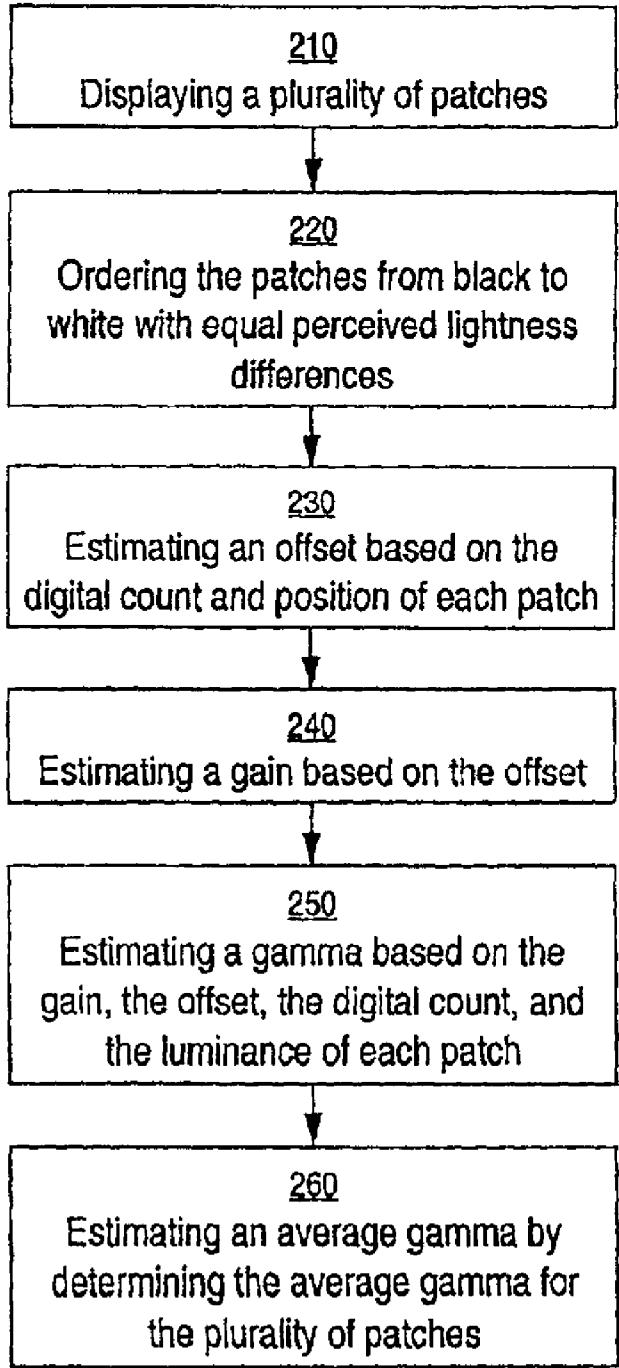 210
Displaying a plurality of patches
220
Ordering the patches from black to
white with equal perceived lightness
differences
230
Estimating an offset based on the
digital count and position of each patch
240
Estimating a gain based on the offset
250
Estimating a gamma based on the
gain, the offset, the digital count, and
the luminance of each patch
260
Estimating an average gamma by
determining the average gamma for
the plurality of patches